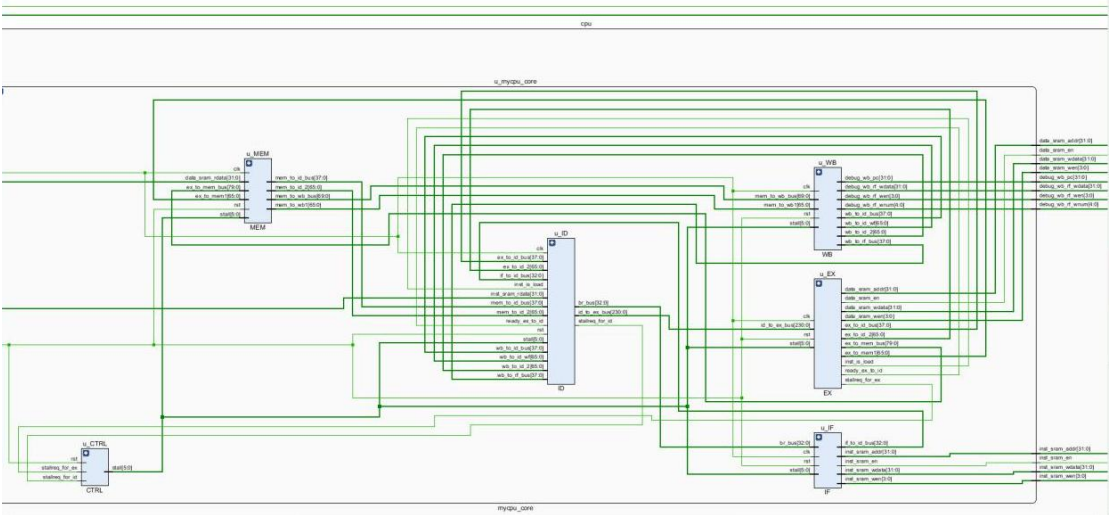 cpu
u_mycpu_core
u_MEM
clk
data_sram_rdata[31:0]
ex_to_mem_bus[79:0]
ex_to_mem1[65:0]
rst
stall[5:0]
mem_to_id_bus[37:0]
mem_to_id_2[65:0]
mem_to_wb_bus[69:0]
mem_to_wb1[65:0]
MEM
u_WB
clk
mem_to_wb_bus[69:0]
mem_to_wb1[65:0]
rst
stall[5:0]
debug_wb_pc[31:0]
debug_wb_rf_wdata[31:0]
debug_wb_rf_wen[3:0]
debug_wb_rf_wnum[4:0]
wb_to_id_bus[37:0]
wb_to_id_wf[65:0]
wb_to_id_2[65:0]
wb_to_rf_bus[37:0]
WB
data_sram_addr[31:0]
data_sram_en
data_sram_wdata[31:0]
data_sram_wen[3:0]
debug_wb_pc[31:0]
debug_wb_rf_wdata[31:0]
debug_wb_rf_wen[3:0]
debug_wb_rf_wnum[4:0]
u_ID
clk
ex_to_id_bus[37:0]
ex_to_id_2[65:0]
if_to_id_bus[32:0]
inst_is_load
inst_sram_rdata[31:0]
mem_to_id_bus[37:0]
mem_to_id_2[65:0]
ready_ex_to_id
rst
stall[5:0]
wb_to_id_bus[37:0]
wb_to_id_wf[65:0]
wb_to_id_2[65:0]
wb_to_rf_bus[37:0]
br_bus[32:0]
id_to_ex_bus[230:0]
stallreq_for_id
ID
u_EX
clk
id_to_ex_bus[230:0]
rst
stall[5:0]
data_sram_addr[31:0]
data_sram_en
data_sram_wdata[31:0]
data_sram_wen[3:0]
ex_to_id_bus[37:0]
ex_to_id_2[65:0]
ex_to_mem_bus[79:0]
ex_to_mem1[65:0]
inst_is_load
ready_ex_to_id
stallreq_for_ex
EX
u_CTRL
rst
stallreq_for_ex
stallreq_for_id
stall[5:0]
CTRL
u_IF
br_bus[32:0]
clk
rst
stall[5:0]
if_to_id_bus[32:0]
inst_sram_addr[31:0]
inst_sram_en
inst_sram_wdata[31:0]
inst_sram_wen[3:0]
IF
inst_sram_addr[31:0]
inst_sram_en
inst_sram_wdata[31:0]
inst_sram_wen[3:0]
mycpu_core